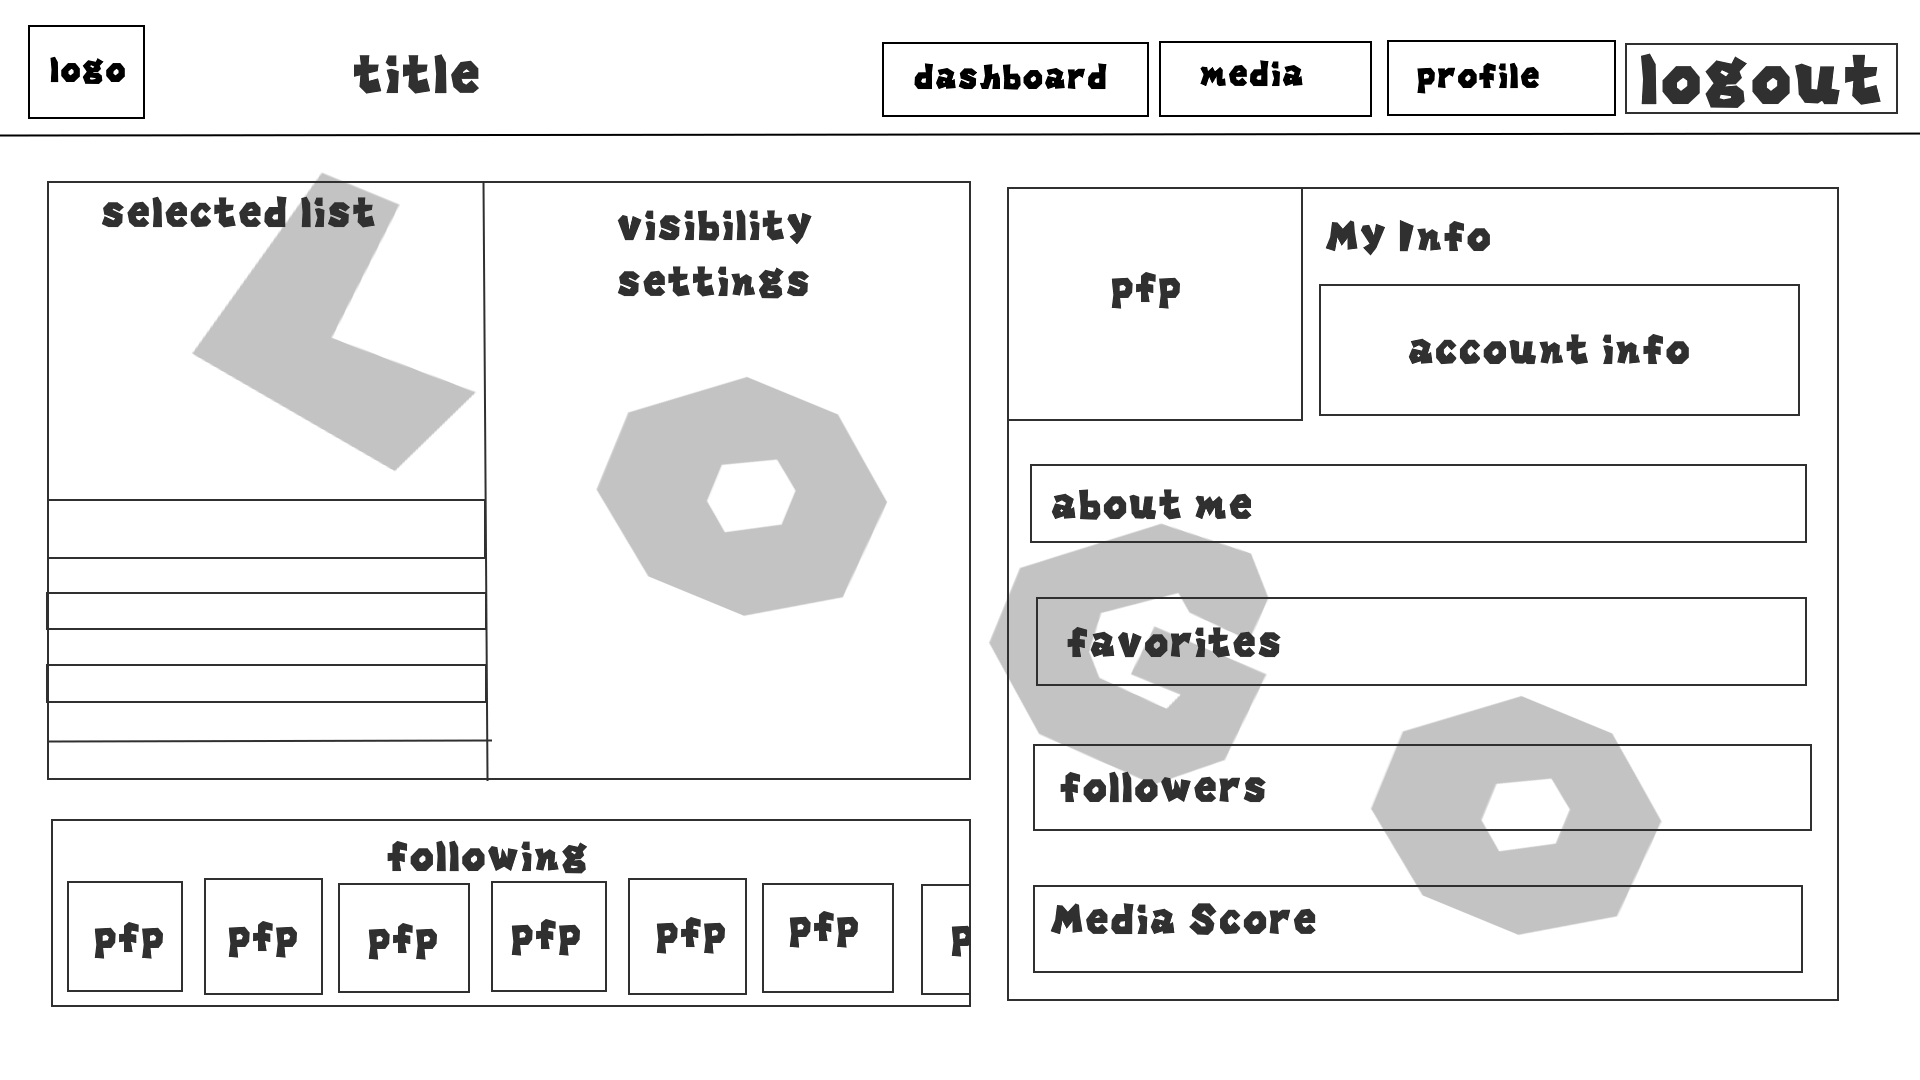 logo
title
dashboard
media
profile
logout
selected list
visibility
settings
pfp
My Info
account info
about me
favorites
followers
Media Score
following
pfp
pfp
pfp
pfp
pfp
pfp
p
L
O
G
O